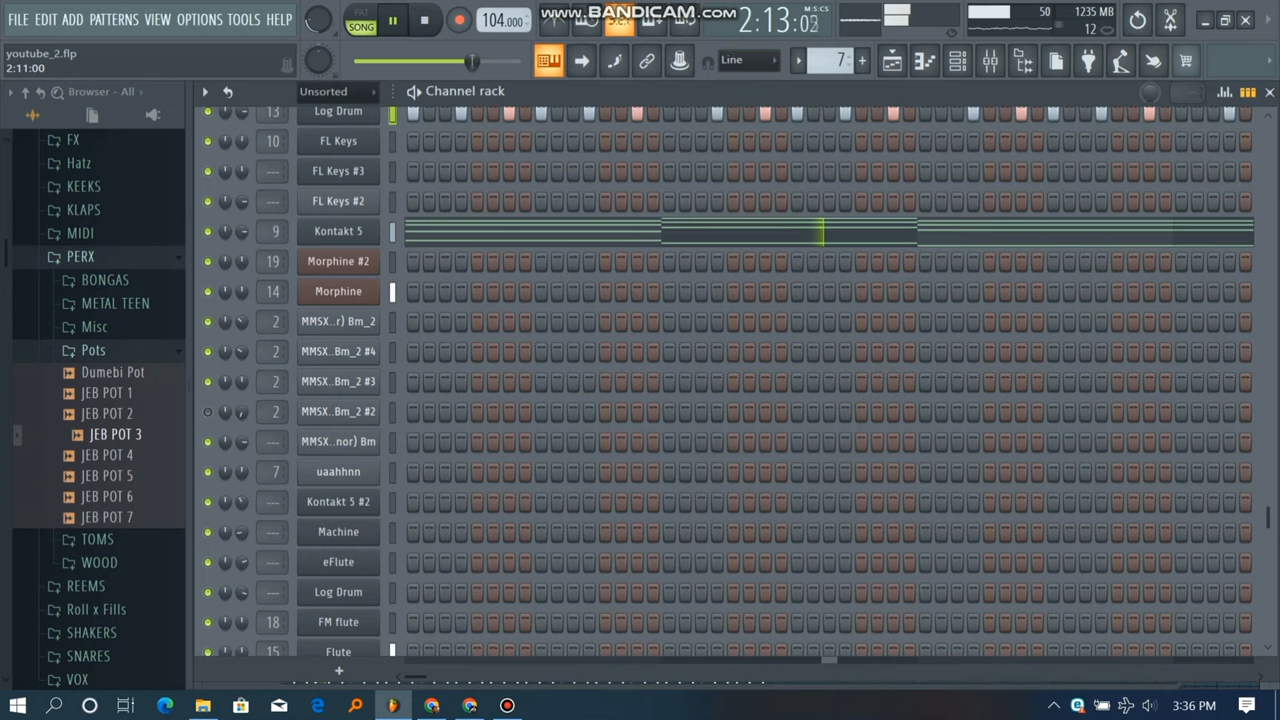 FILE EDIT ADD PATTERNS VIEW OPTIONS TOOLS HELP
PAT
SONG
104.000
www.BANDICAM.com
2:13:02
M:S:CS
50
1235 MB
12
youtube_2.flp
2:11:00
Line
7
Browser - All
Unsorted
Channel rack
FX
Hatz
KEEKS
KLAPS
MIDI
PERX
BONGAS
METAL TEEN
Misc
Pots
Dumebi Pot
JEB POT 1
JEB POT 2
JEB POT 3
JEB POT 4
JEB POT 5
JEB POT 6
JEB POT 7
TOMS
WOOD
REEMS
Roll x Fills
SHAKERS
SNARES
VOX
13 Log Drum
10 FL Keys
--- FL Keys #3
--- FL Keys #2
9 Kontakt 5
19 Morphine #2
14 Morphine
2 MMSX..r) Bm_2
2 MMSX..Bm_2 #4
2 MMSX..Bm_2 #3
2 MMSX..Bm_2 #2
--- MMSX..nor) Bm
7 uaahhnn
--- Kontakt 5 #2
--- Machine
--- eFlute
--- Log Drum
18 FM flute
15 Flute
+
3:36 PM